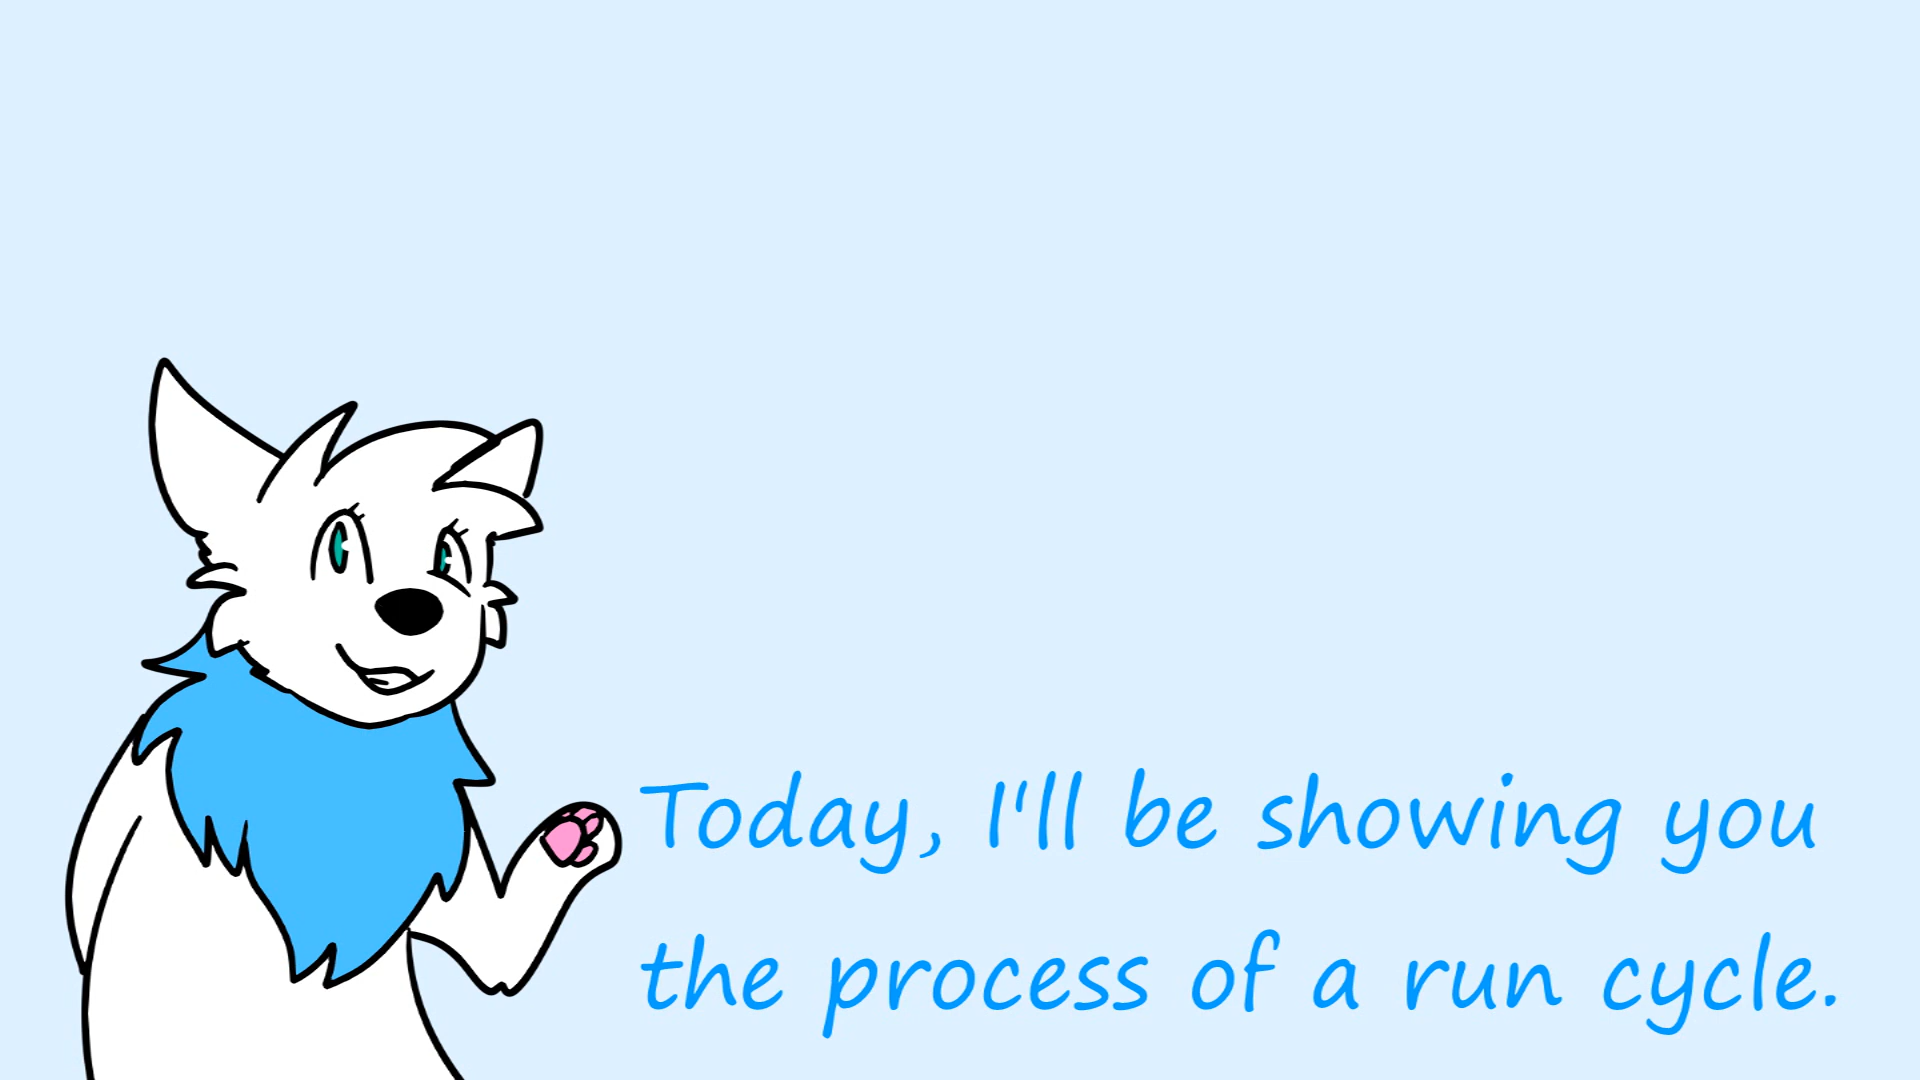 Today, I'll be showing you
the process of a run cycle.